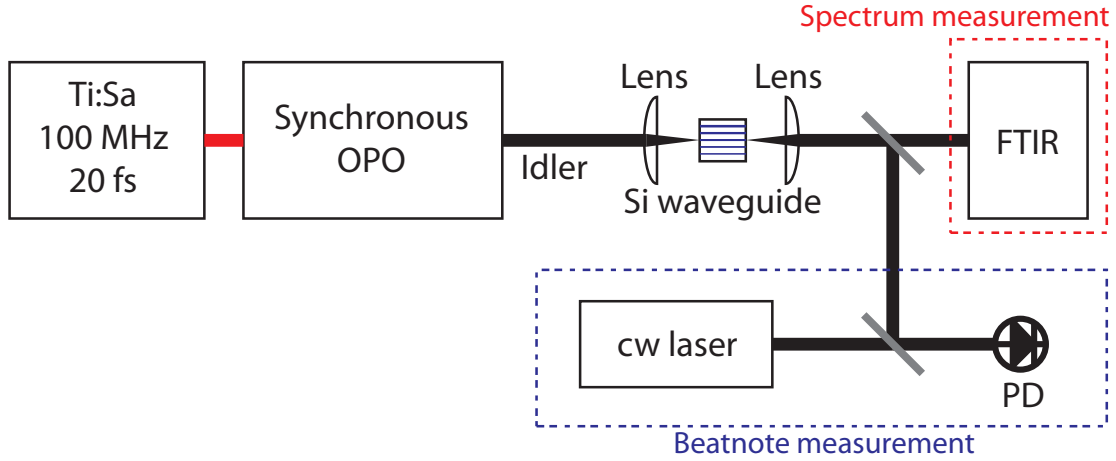 Spectrum measurement
Ti:Sa
100 MHz
20 fs
Synchronous
OPO
Idler
Lens
Lens
Si waveguide
FTIR
cw laser
PD
Beatnote measurement